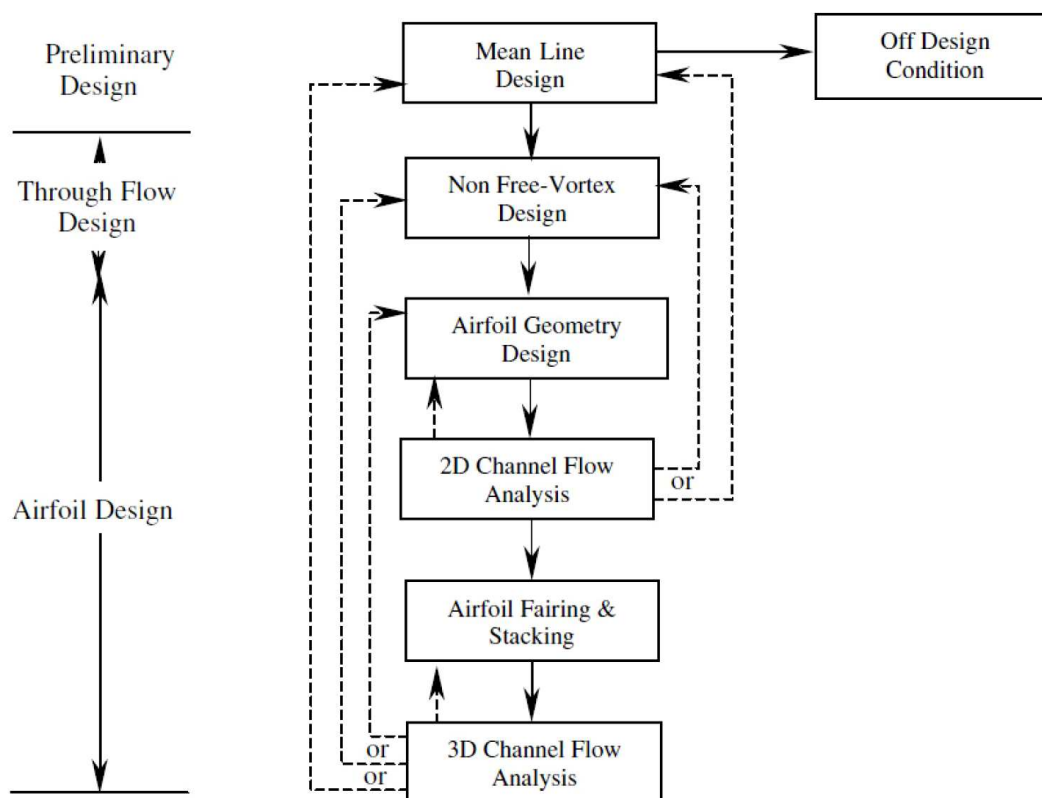 Preliminary
Design
Through Flow
Design
Airfoil Design
Mean Line
Design
Off Design
Condition
Non Free-Vortex
Design
Airfoil Geometry
Design
2D Channel Flow
Analysis
or
Airfoil Fairing &
Stacking
3D Channel Flow
Analysis
or
or